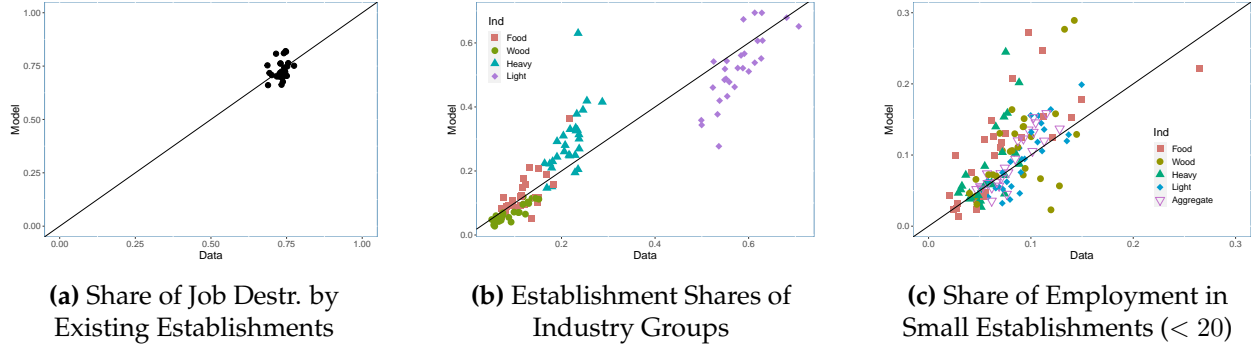 1.00
0.75
0.50
0.25
0.00
Model
0.00
0.25
0.50
0.75
1.00
Data
0.6
0.4
0.2
0.0
Model
0.2
0.4
0.6
Data
Ind
Food
Wood
Heavy
Light
0.3
0.2
0.1
0.0
Model
0.0
0.1
0.2
0.3
Data
Ind
Food
Wood
Heavy
Light
Aggregate
(a) Share of Job Destr. by
Existing Establishments
(b) Establishment Shares of
Industry Groups
(c) Share of Employment in
Small Establishments (< 20)